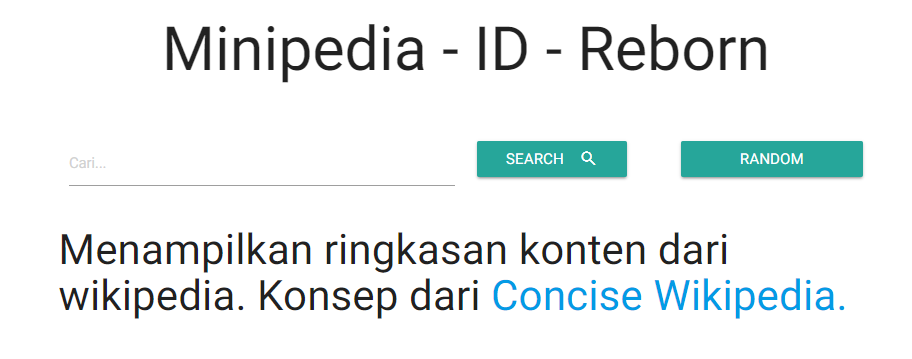 Minipedia - ID - Reborn
Cari...
SEARCH
RANDOM
Menampilkan ringkasan konten dari
wikipedia. Konsep dari Concise Wikipedia.